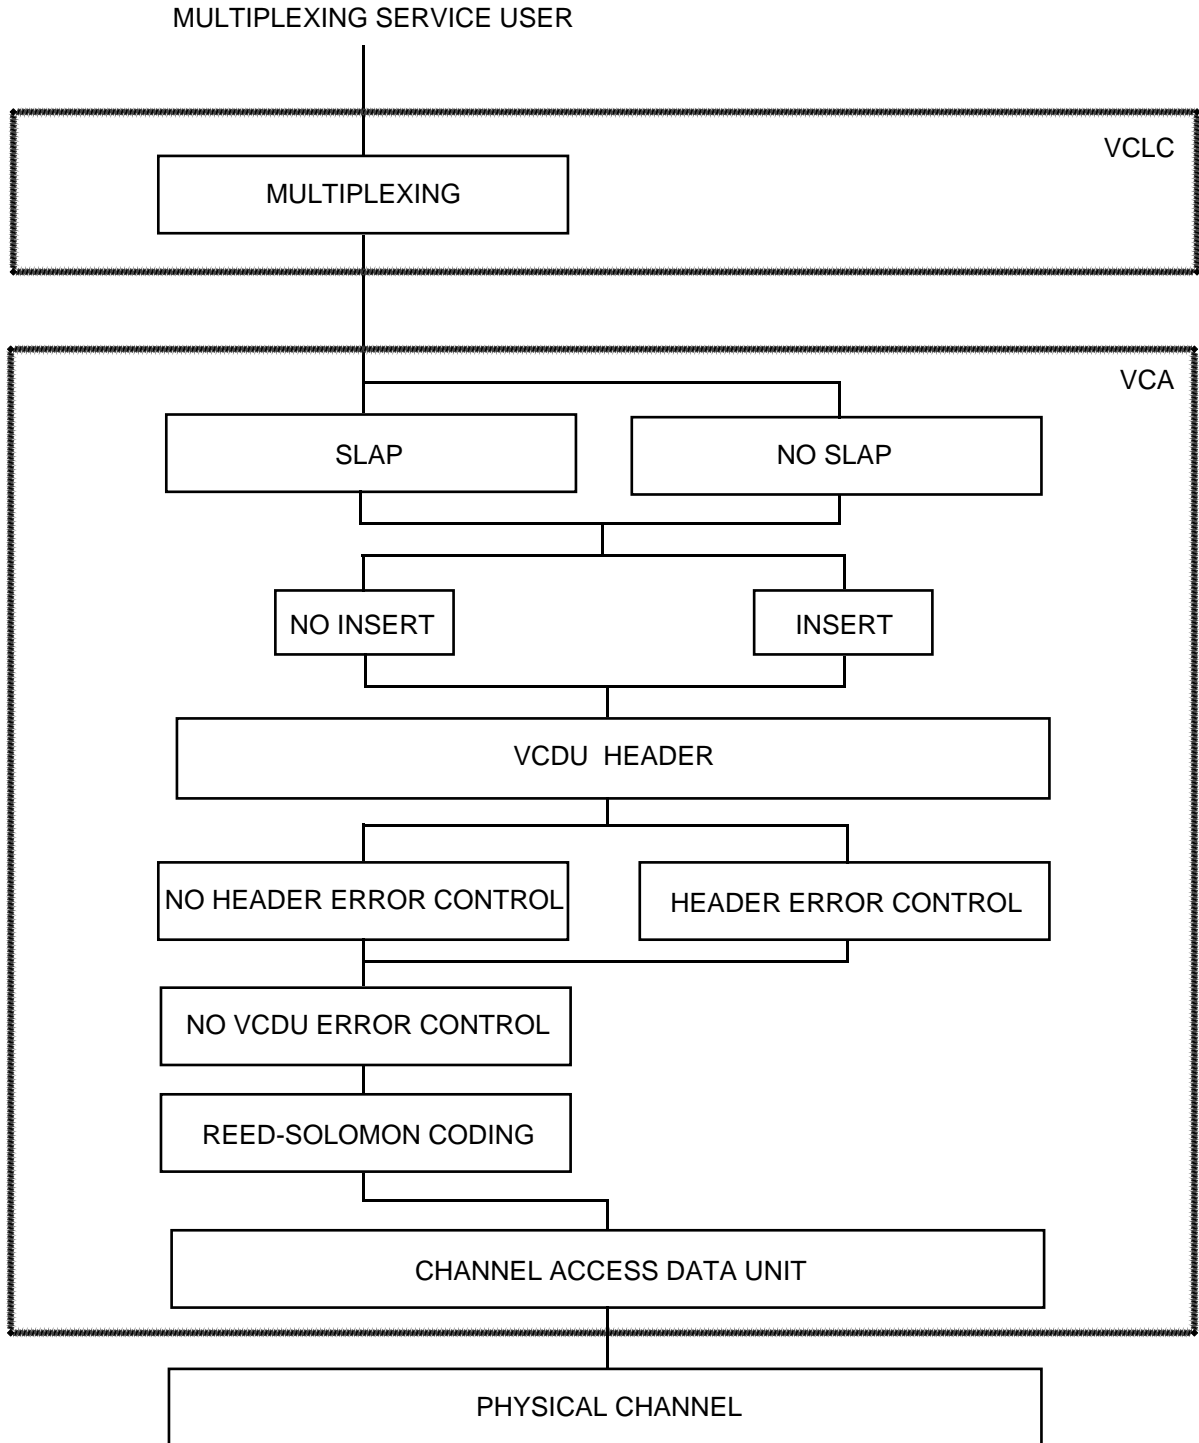 MULTIPLEXING SERVICE USER
VCLC
MULTIPLEXING
VCA
SLAP
NO SLAP
NO INSERT
INSERT
VCDU HEADER
NO HEADER ERROR CONTROL
HEADER ERROR CONTROL
NO VCDU ERROR CONTROL
REED-SOLOMON CODING
CHANNEL ACCESS DATA UNIT
PHYSICAL CHANNEL